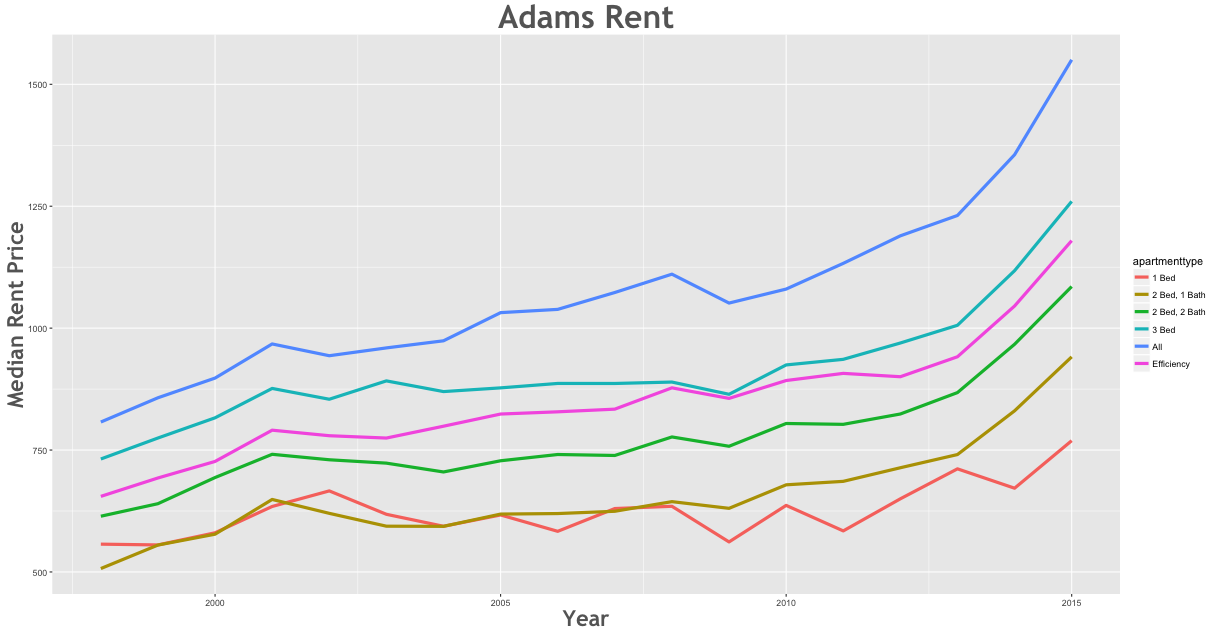 Adams Rent
Median Rent Price
1500
1250
1000
750
500
2000
2005
2010
2015
Year
apartmenttype
1 Bed
2 Bed, 1 Bath
2 Bed, 2 Bath
3 Bed
All
Efficiency